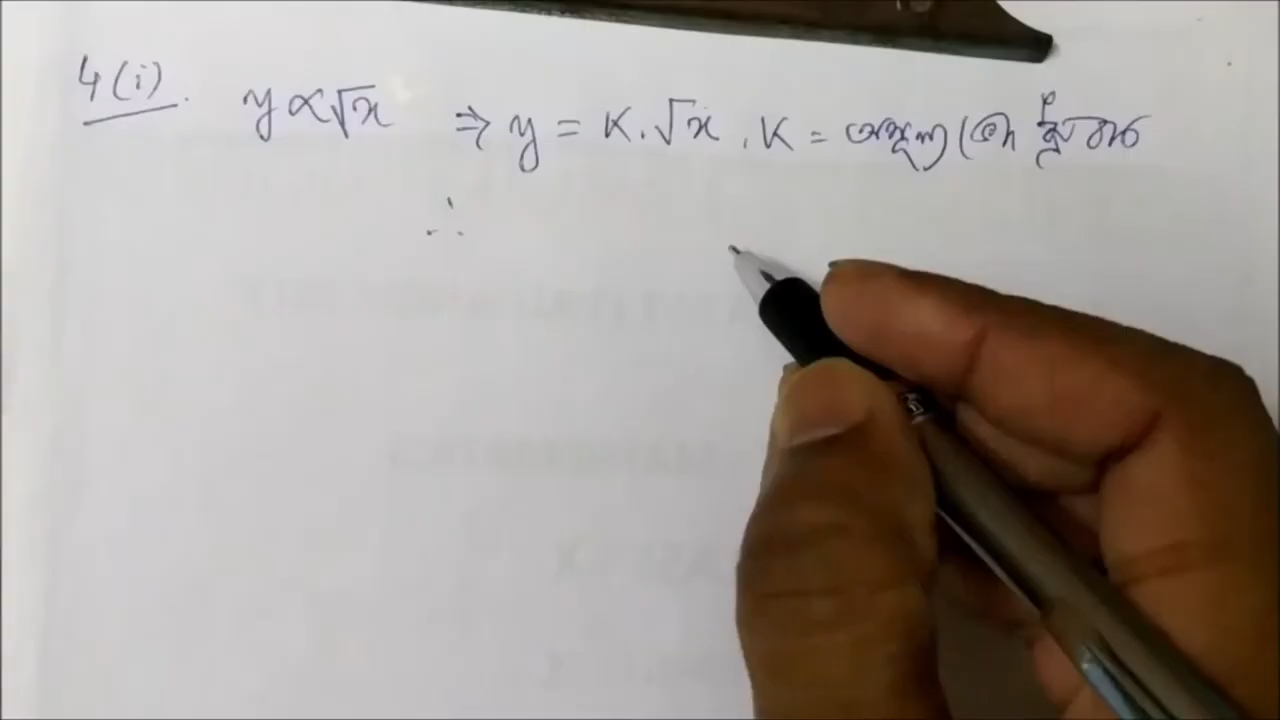 4(i). y ∝ √x ⇒ y = K.√x , K = অশূন্য ভেদ ধ্রুবক
∴